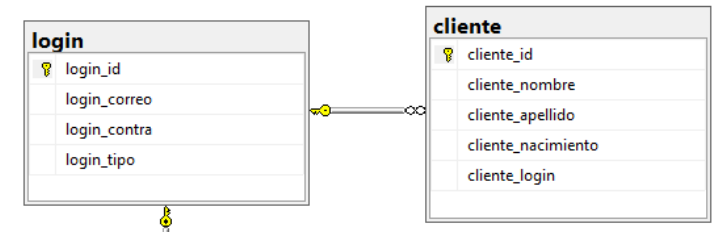 login
login_id
login_correo
login_contra
login_tipo
cliente
cliente_id
cliente_nombre
cliente_apellido
cliente_nacimiento
cliente_login